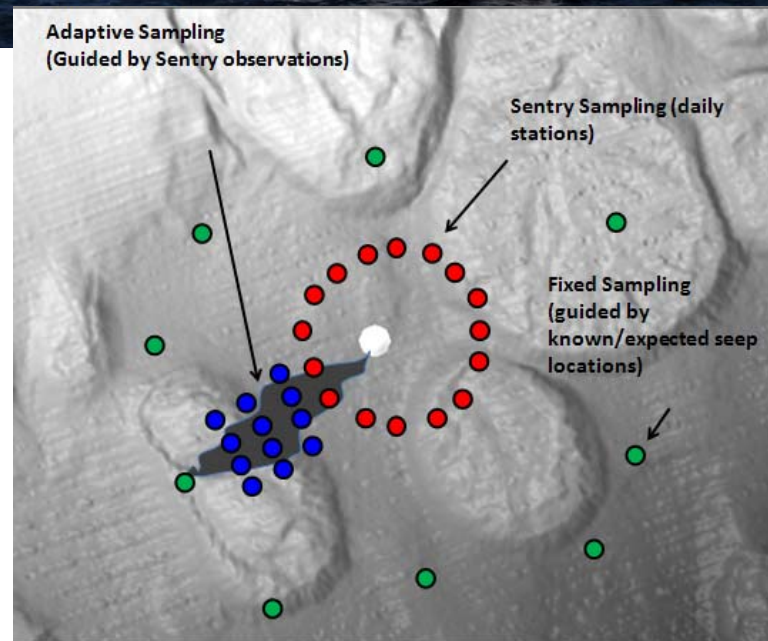 Adaptive Sampling
(Guided by Sentry observations)
Sentry Sampling (daily
stations)
Fixed Sampling
(guided by
known/expected seep
locations)